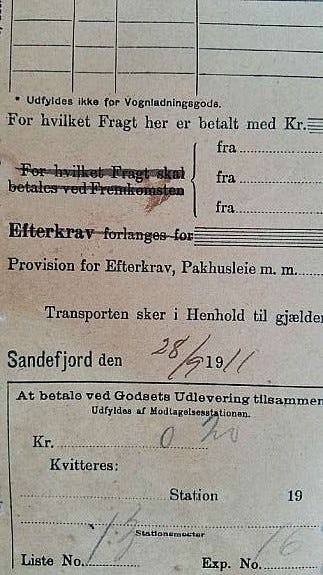 * Udfyldes ikke for Vognladningsgods.
For hvilket Fragt her er betalt med Kr.
fra
For hvilket Fragt skal
fra
betales ved Fremkomsten
fra
Efterkrav forlanges for
Provision for Efterkrav, Pakhusleie m. m.
Transporten sker i Henhold til gjælder
Sandefjord den 28/9 1911
At betale ved Godsets Udlevering tilsammen
Udfyldes af Modtagelsesstationen.
Kr. 0 20
Kvitteres:
Station 19
Stationsmester
Liste No. Exp. No. 16